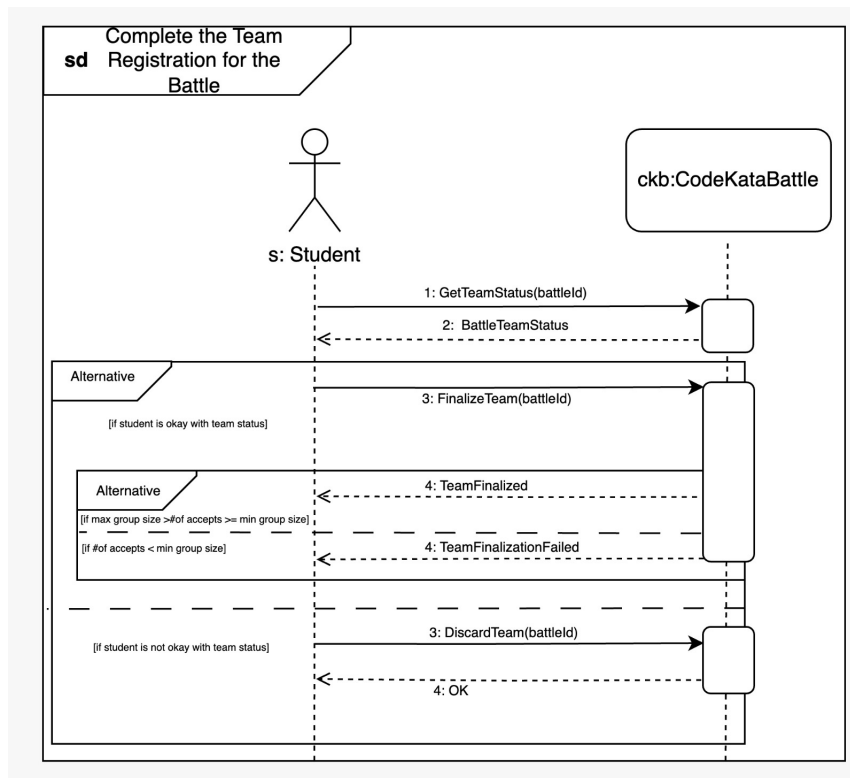 Complete the Team
sd Registration for the
Battle
ckb:CodeKataBattle
s: Student
1: GetTeamStatus(battleId)
2: BattleTeamStatus
Alternative
3: FinalizeTeam(battleId)
[if student is okay with team status]
Alternative
4: TeamFinalized
[if max group size >#of accepts >= min group size]
[if #of accepts < min group size]
4: TeamFinalizationFailed
3: DiscardTeam(battleId)
[if student is not okay with team status]
4: OK